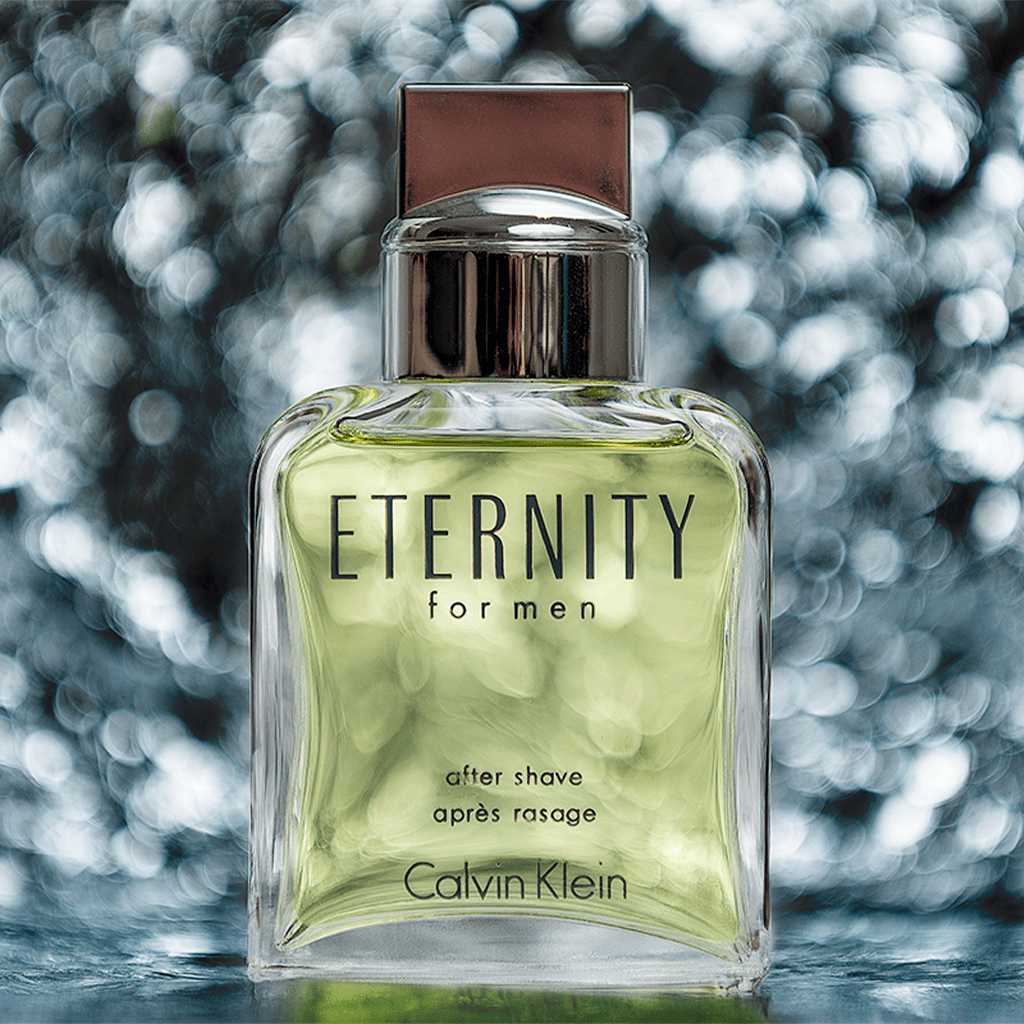 ETERNITY
for men
after shave
après rasage
Calvin Klein